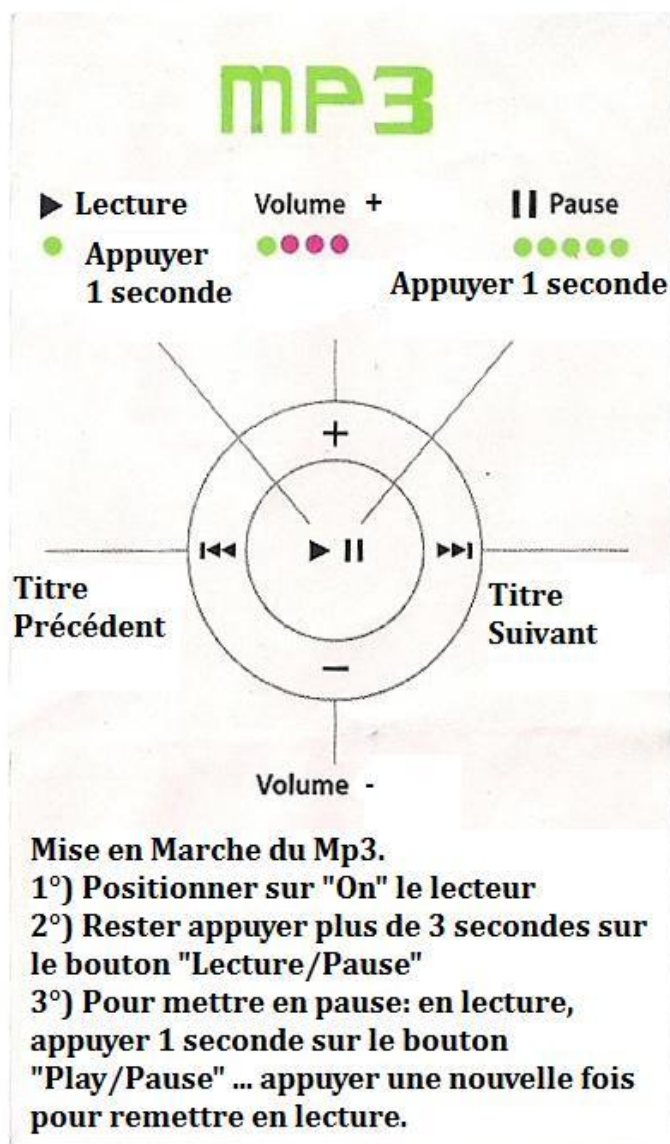 mp3
Lecture Volume + Pause
Appuyer
1 seconde
Appuyer 1 seconde
+
Titre
Précédent
Titre
Suivant
−
Volume -
Mise en Marche du Mp3.
1°) Positionner sur "On" le lecteur
2°) Rester appuyer plus de 3 secondes sur
le bouton "Lecture/Pause"
3°) Pour mettre en pause: en lecture,
appuyer 1 seconde sur le bouton
"Play/Pause" ... appuyer une nouvelle fois
pour remettre en lecture.